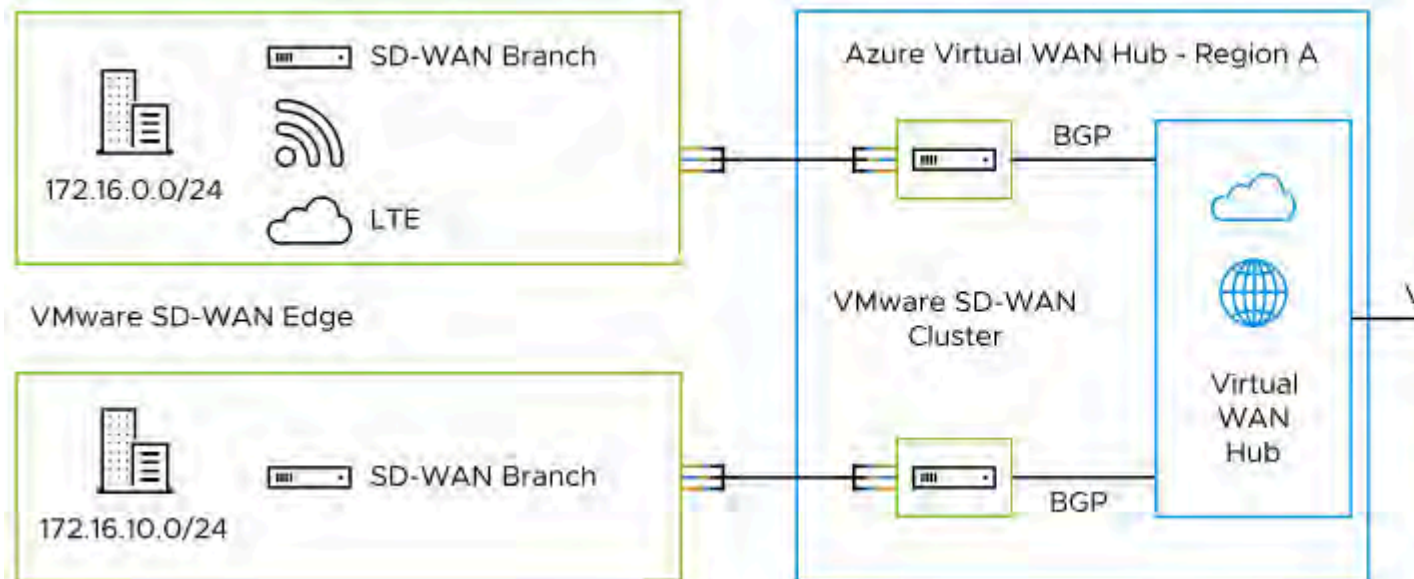 SD-WAN Branch
172.16.0.0/24
LTE
VMware SD-WAN Edge
SD-WAN Branch
172.16.10.0/24
Azure Virtual WAN Hub - Region A
BGP
VMware SD-WAN
Cluster
BGP
Virtual
WAN
Hub
V